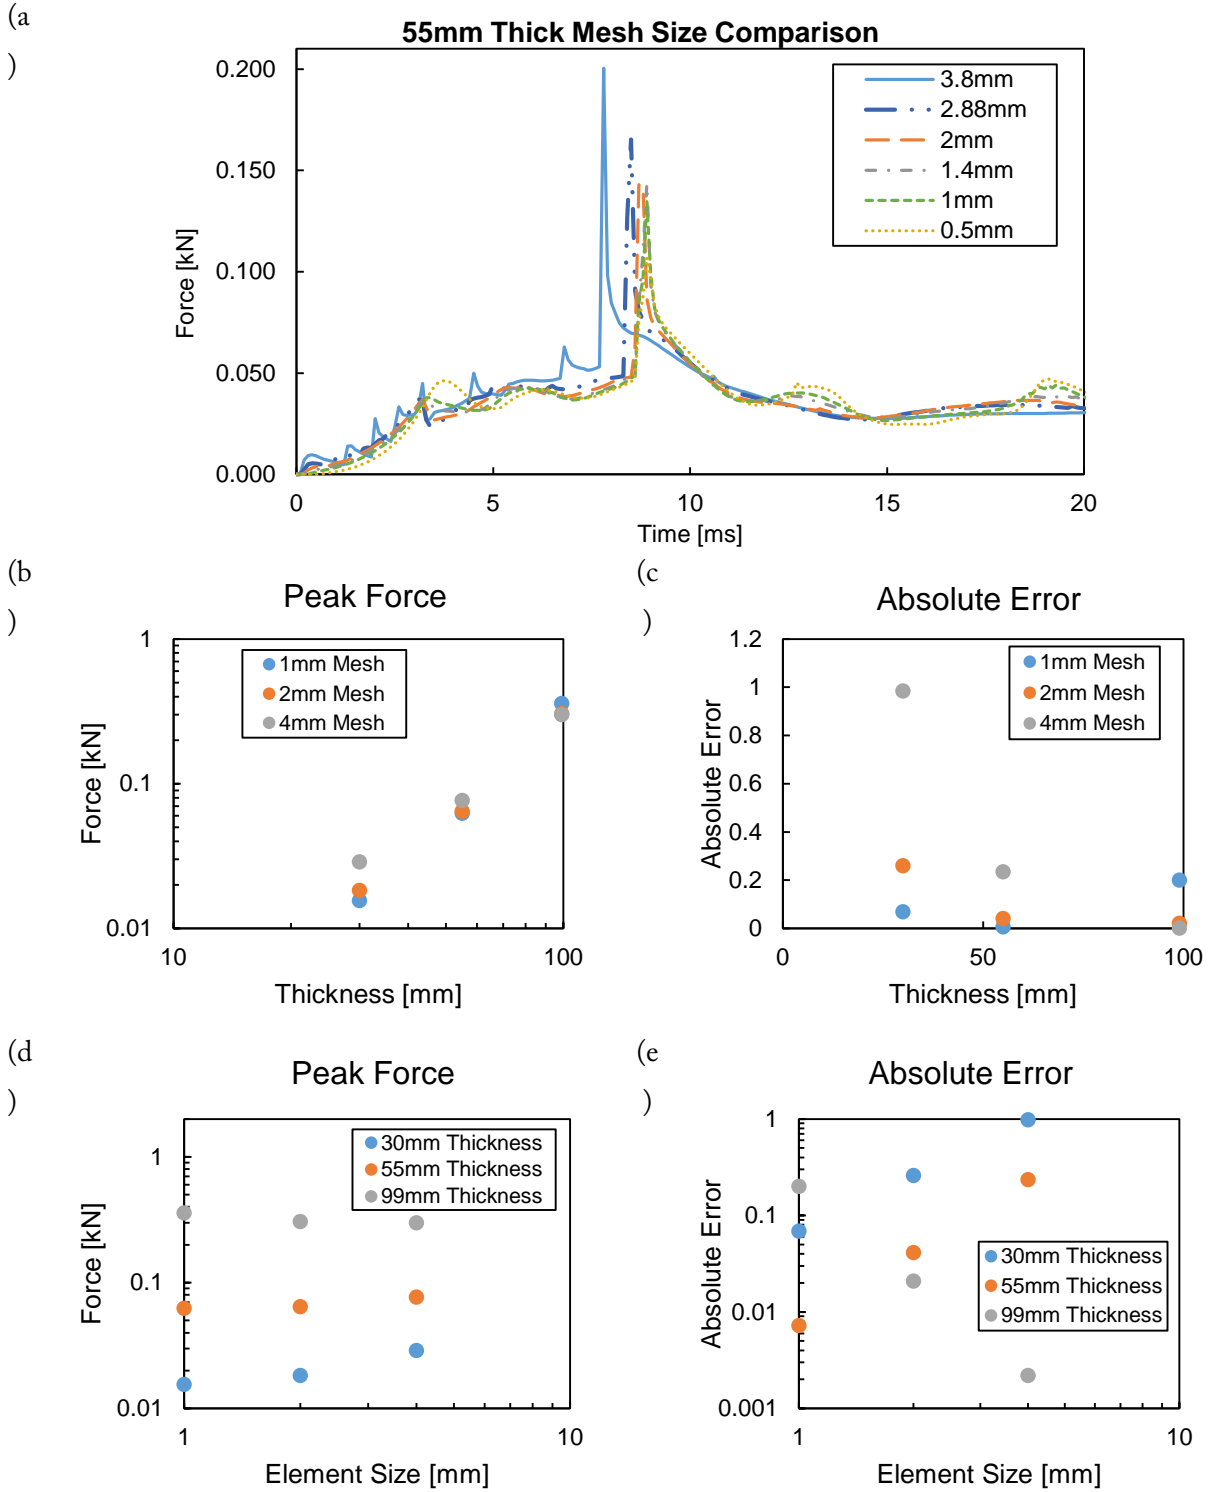 (a
)
55mm Thick Mesh Size Comparison
0.200
0.150
0.100
0.050
0.000
Force [kN]
3.8mm
2.88mm
2mm
1.4mm
1mm
0.5mm
0
5
10
15
20
Time [ms]
(b
)
Peak Force
1
0.1
0.01
Force [kN]
1mm Mesh
2mm Mesh
4mm Mesh
10
100
Thickness [mm]
(c
)
Absolute Error
1.2
1
0.8
0.6
0.4
0.2
0
Absolute Error
1mm Mesh
2mm Mesh
4mm Mesh
0
50
100
Thickness [mm]
(d
)
Peak Force
1
0.1
0.01
Force [kN]
30mm Thickness
55mm Thickness
99mm Thickness
1
10
Element Size [mm]
(e
)
Absolute Error
1
0.1
0.01
0.001
Absolute Error
30mm Thickness
55mm Thickness
99mm Thickness
1
10
Element Size [mm]